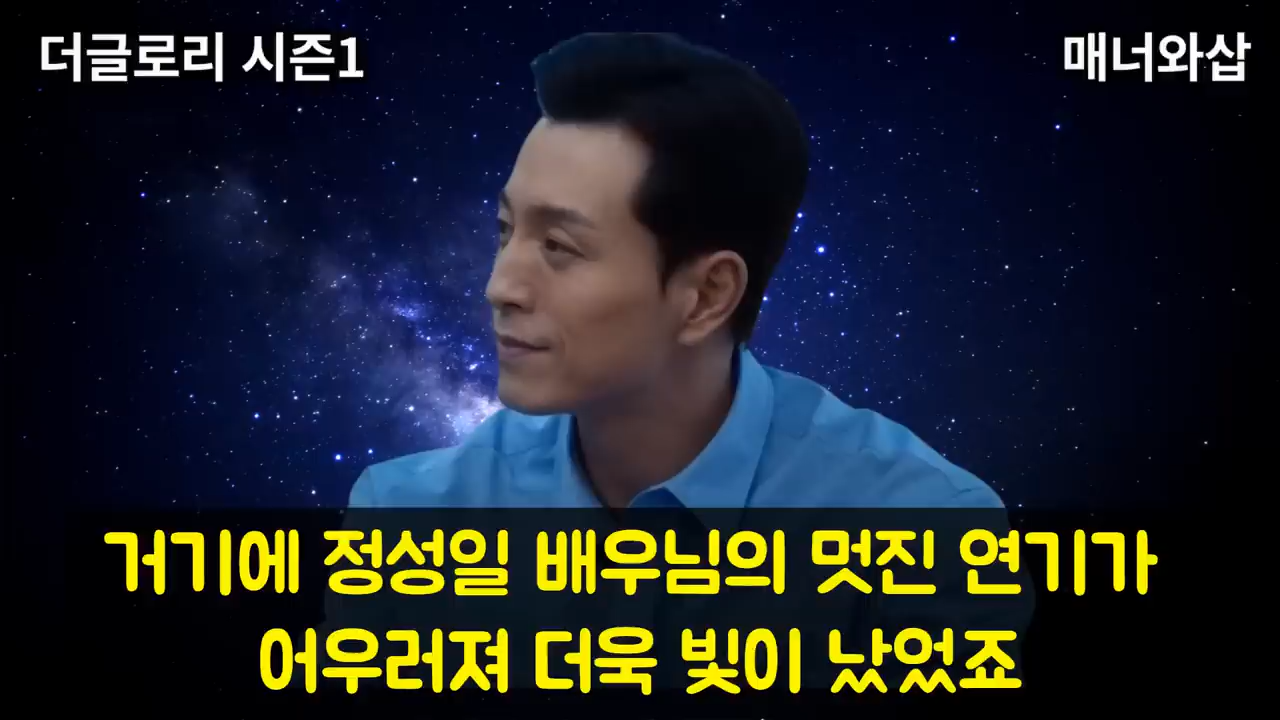 더글로리 시즌1
매너와삽
거기에 정성일 배우님의 멋진 연기가
어우러져 더욱 빛이 났었죠